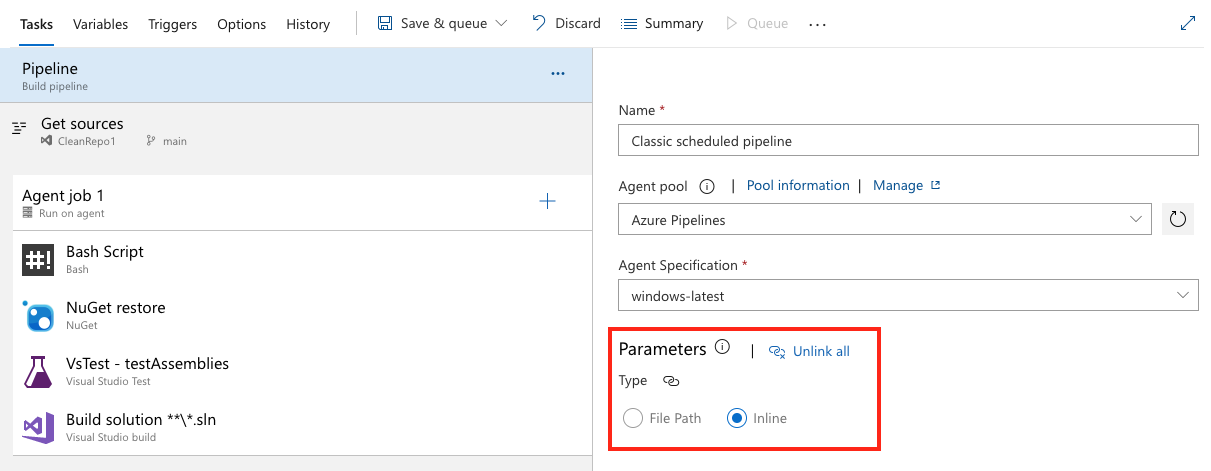 Tasks Variables Triggers Options History Save & queue Discard Summary Queue ...
Pipeline
Build pipeline
Get sources
CleanRepo1 main
Agent job 1
Run on agent
Bash Script
Bash
NuGet restore
NuGet
VsTest - testAssemblies
Visual Studio Test
Build solution **\*.sln
Visual Studio build
Name *
Classic scheduled pipeline
Agent pool | Pool information | Manage
Azure Pipelines
Agent Specification *
windows-latest
Parameters | Unlink all
Type
File Path Inline